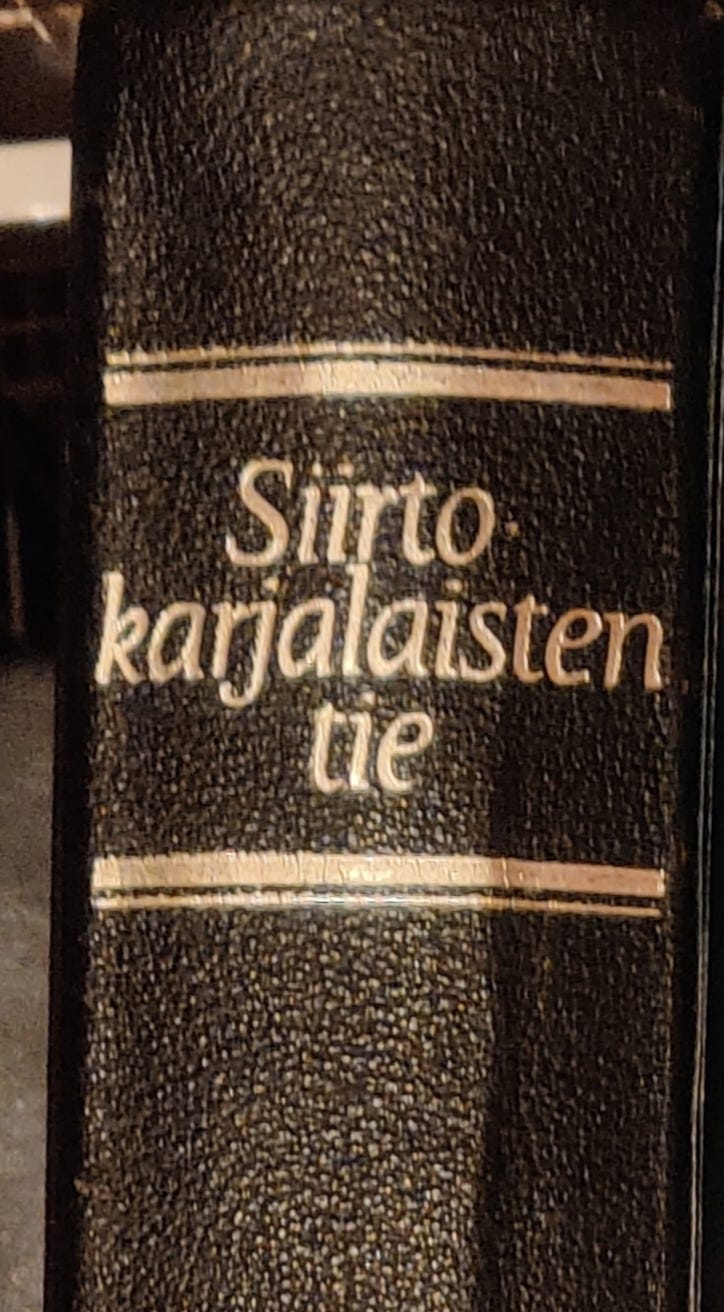 Siirto-
karjalaisten
tie